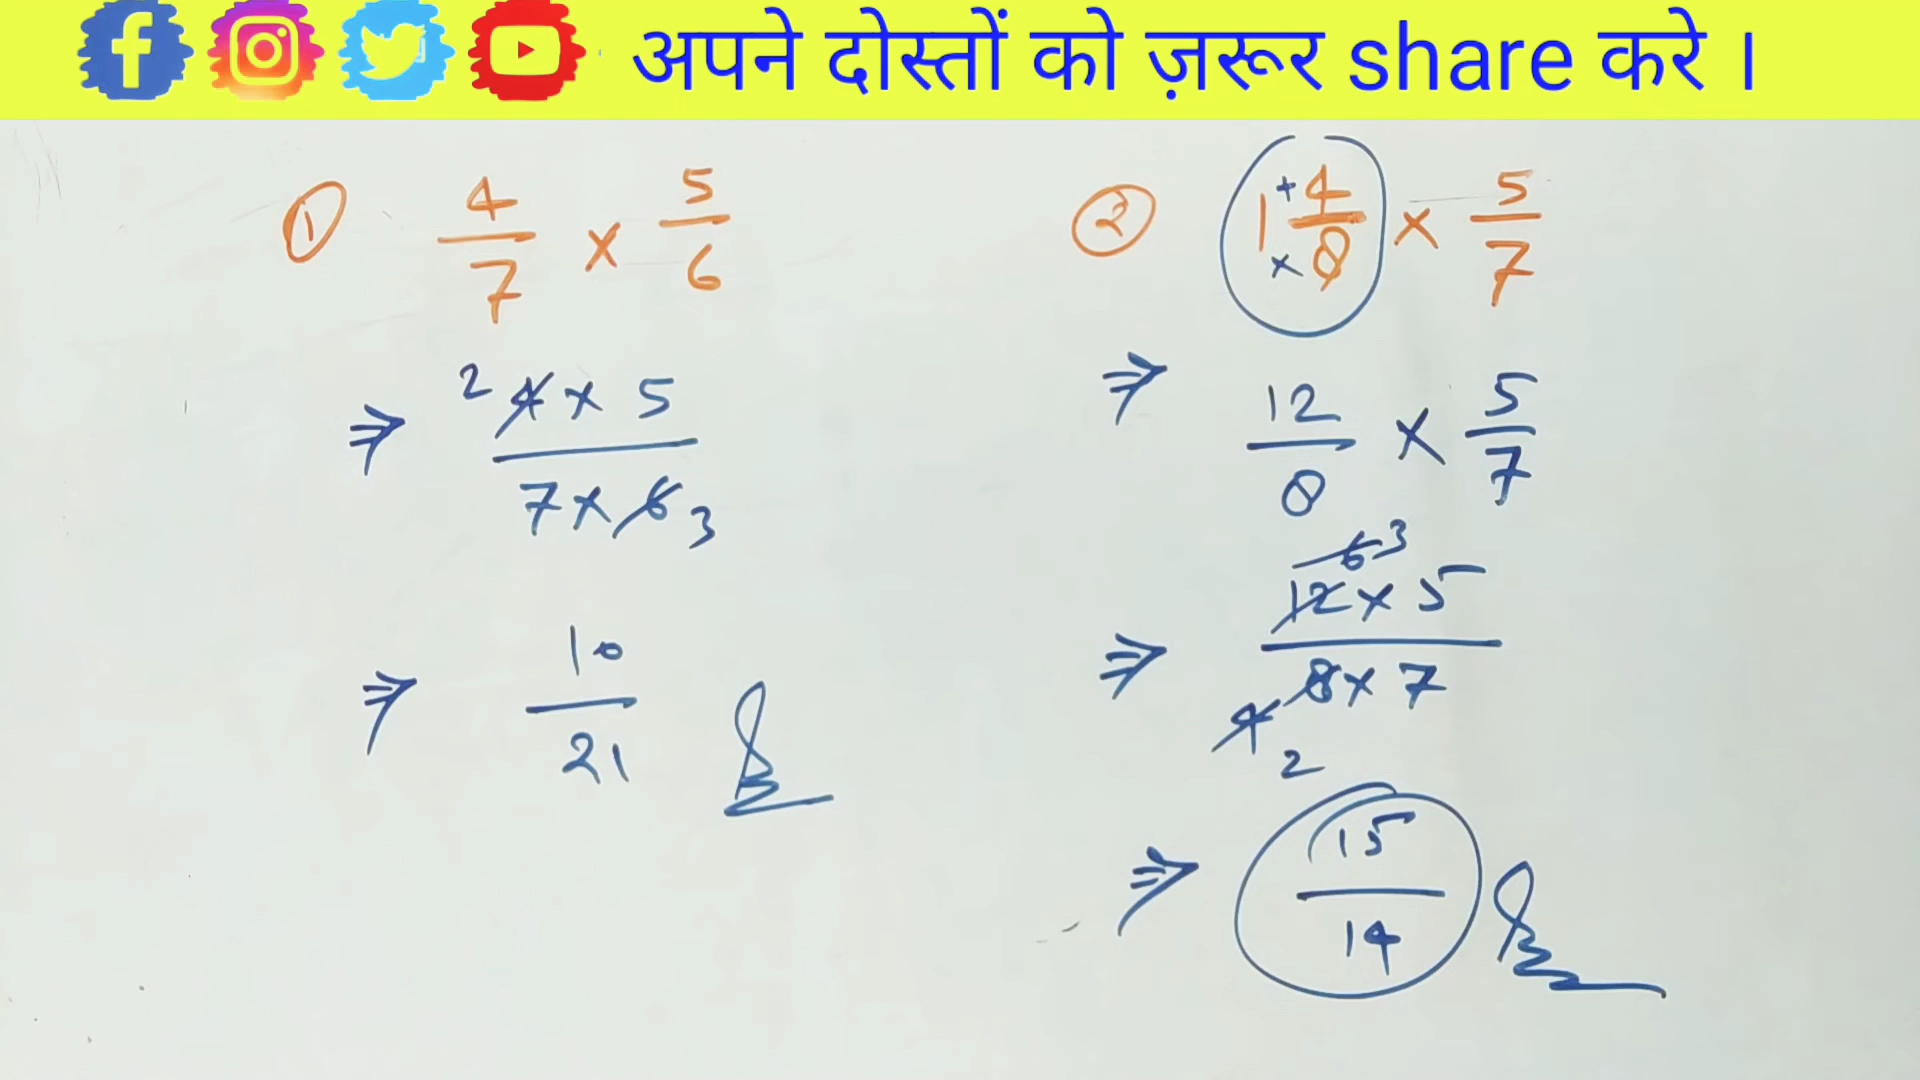 अपने दोस्तों को ज़रूर share करे ।
① 4/7 × 5/6
⇒ 2 4 × 5 / 7 × 6 3
⇒ 10/21
② 1 + 4 / × 8 × 5/7
⇒ 12/8 × 5/7
6 3
⇒ 12 × 5 / 8 × 7
4 2
⇒ 15/14